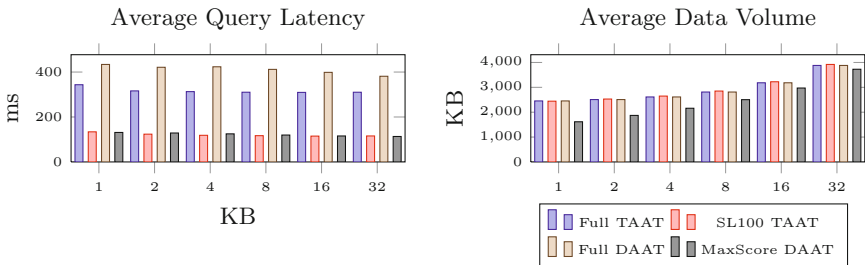 Average Query Latency
400
200
0
ms
1 2 4 8 16 32
KB
Average Data Volume
4,000
3,000
2,000
1,000
0
KB
1 2 4 8 16 32
Full TAAT SL100 TAAT
Full DAAT MaxScore DAAT